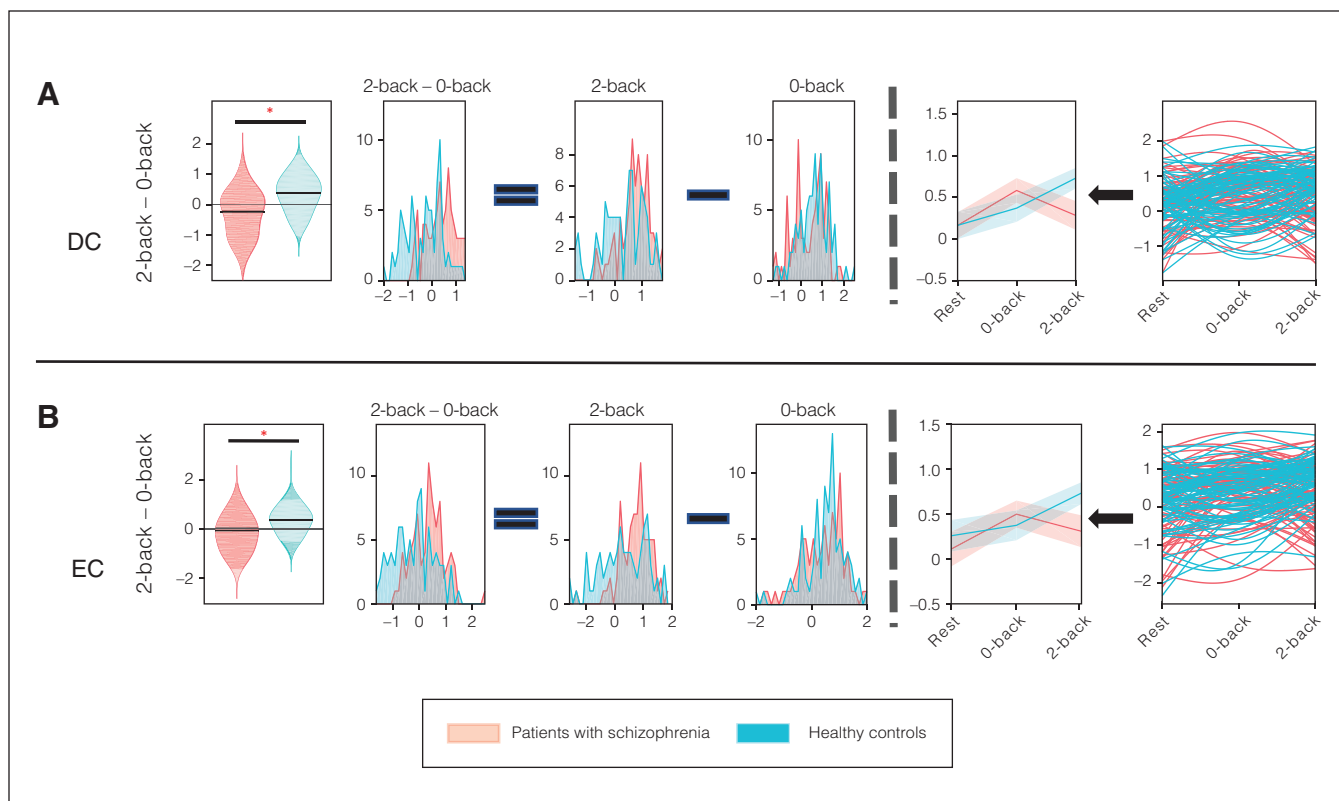 A
DC
2-back – 0-back
*
2
1
0
−1
−2
2-back – 0-back
10
5
0
−2 −1 0 1
2-back
8
6
4
2
0
−1 0 1
0-back
10
5
0
−1 0 1 2
1.5
1.0
0.5
0
−0.5
Rest 0-back 2-back
2
1
0
−1
Rest 0-back 2-back
B
EC
2-back – 0-back
*
2
0
−2
2-back – 0-back
10
5
0
−1 0 1 2
2-back
10
5
0
−2 −1 0 1 2
0-back
10
5
0
−2 0 1 2
1.5
1.0
0.5
0
−0.5
Rest 0-back 2-back
2
1
0
−1
−2
Rest 0-back 2-back
Patients with schizophrenia Healthy controls